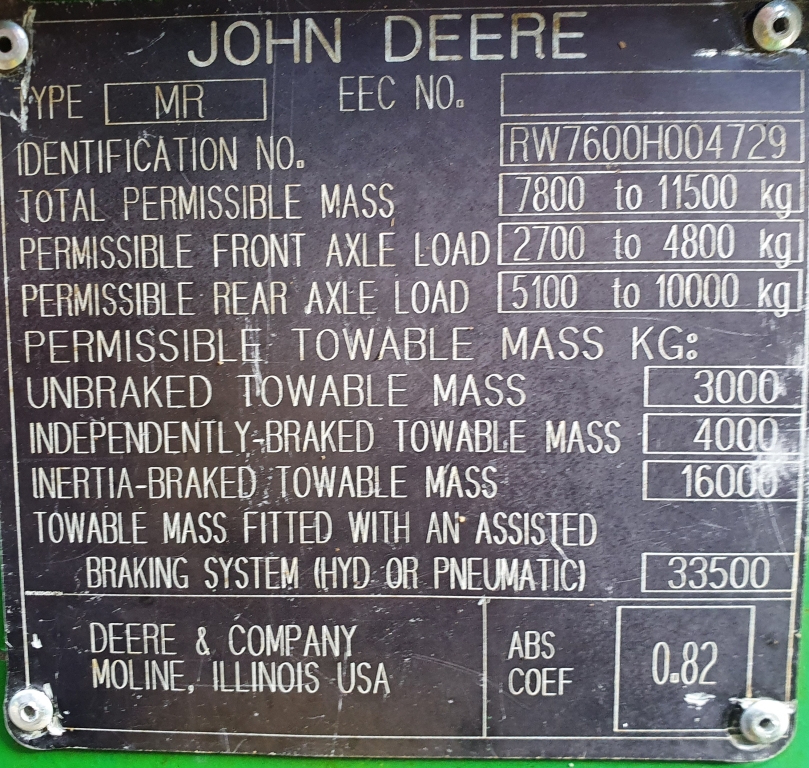 JOHN DEERE
TYPE MR EEC NO.
IDENTIFICATION NO. RW7600H004729
TOTAL PERMISSIBLE MASS 7800 to 11500 kg
PERMISSIBLE FRONT AXLE LOAD 2700 to 4800 kg
PERMISSIBLE REAR AXLE LOAD 5100 to 10000 kg
PERMISSIBLE TOWABLE MASS KG:
UNBRAKED TOWABLE MASS 3000
INDEPENDENTLY-BRAKED TOWABLE MASS 4000
INERTIA-BRAKED TOWABLE MASS 16000
TOWABLE MASS FITTED WITH AN ASSISTED
BRAKING SYSTEM (HYD OR PNEUMATIC) 33500
DEERE & COMPANY
MOLINE, ILLINOIS USA
ABS
COEF
0.82